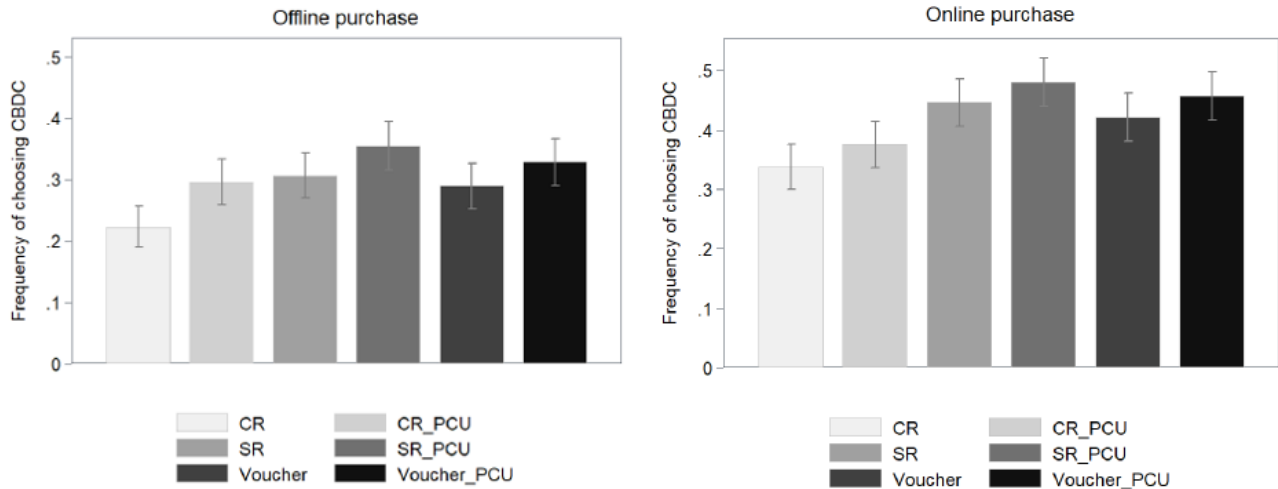 Offline purchase
Frequency of choosing CBDC
.5
.4
.3
.2
.1
0
CR CR_PCU
SR SR_PCU
Voucher Voucher_PCU
Online purchase
Frequency of choosing CBDC
.5
.4
.3
.2
.1
0
CR CR_PCU
SR SR_PCU
Voucher Voucher_PCU